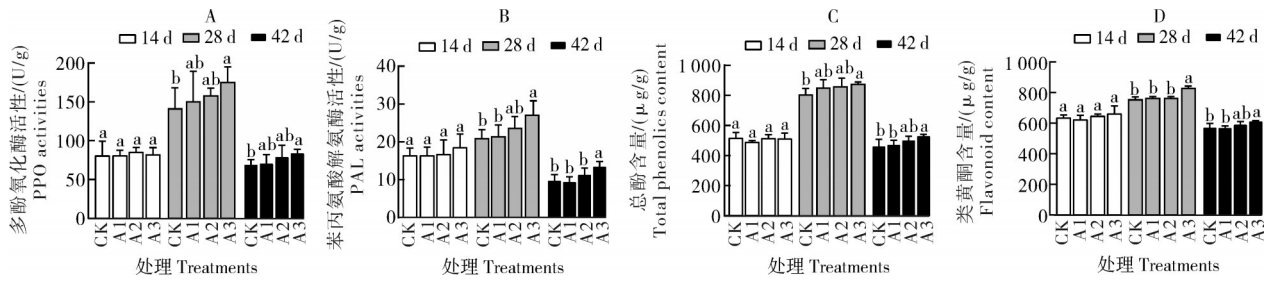 A
14 d 28 d 42 d
多酚氧化酶活性/(U/g)
PPO activities
200
150
100
50
0
a a a a b ab ab a b b ab a
CK A1 A2 A3 CK A1 A2 A3 CK A1 A2 A3
处理 Treatments
B
14 d 28 d 42 d
苯丙氨酸解氨酶活性/(U/g)
PAL activities
40
30
20
10
0
a a a a b b ab a b b ab a
CK A1 A2 A3 CK A1 A2 A3 CK A1 A2 A3
处理 Treatments
C
14 d 28 d 42 d
总酚含量/(μg/g)
Total phenolics content
1 000
800
600
400
200
0
a a a a b ab ab a b b ab a
CK A1 A2 A3 CK A1 A2 A3 CK A1 A2 A3
处理 Treatments
D
14 d 28 d 42 d
类黄酮含量/(μg/g)
Flavonoid content
1 000
800
600
400
200
0
a a a a b b b a b b ab a
CK A1 A2 A3 CK A1 A2 A3 CK A1 A2 A3
处理 Treatments